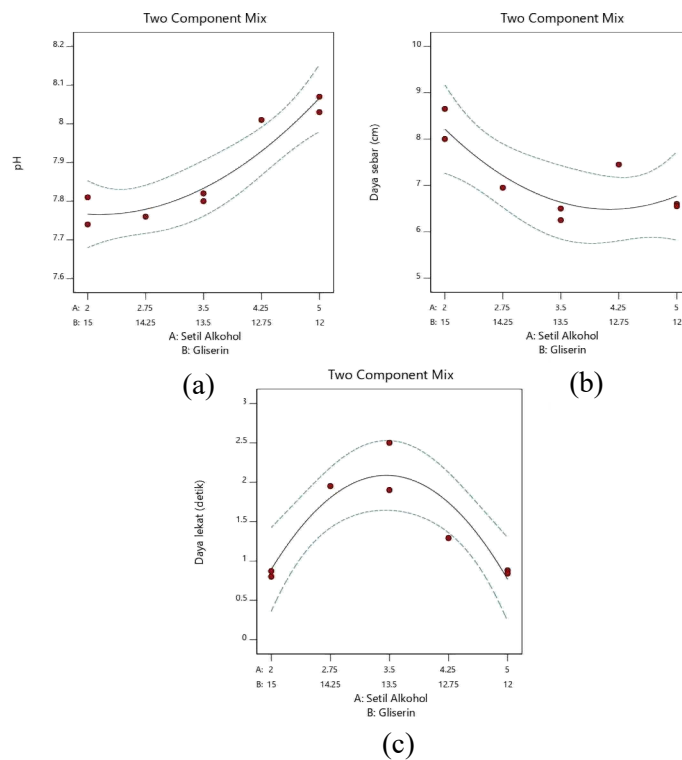 Two Component Mix
8.2
8.1
8
7.9
7.8
7.7
7.6
pH
A: 2 2.75 3.5 4.25 5
B: 15 14.25 13.5 12.75 12
A: Setil Alkohol
B: Gliserin
(a)
Two Component Mix
10
9
8
7
6
5
Daya sebar (cm)
A: 2 2.75 3.5 4.25 5
B: 15 14.25 13.5 12.75 12
A: Setil Alkohol
B: Gliserin
(b)
Two Component Mix
3
2.5
2
1.5
1
0.5
0
Daya lekat (detik)
A: 2 2.75 3.5 4.25 5
B: 15 14.25 13.5 12.75 12
A: Setil Alkohol
B: Gliserin
(c)